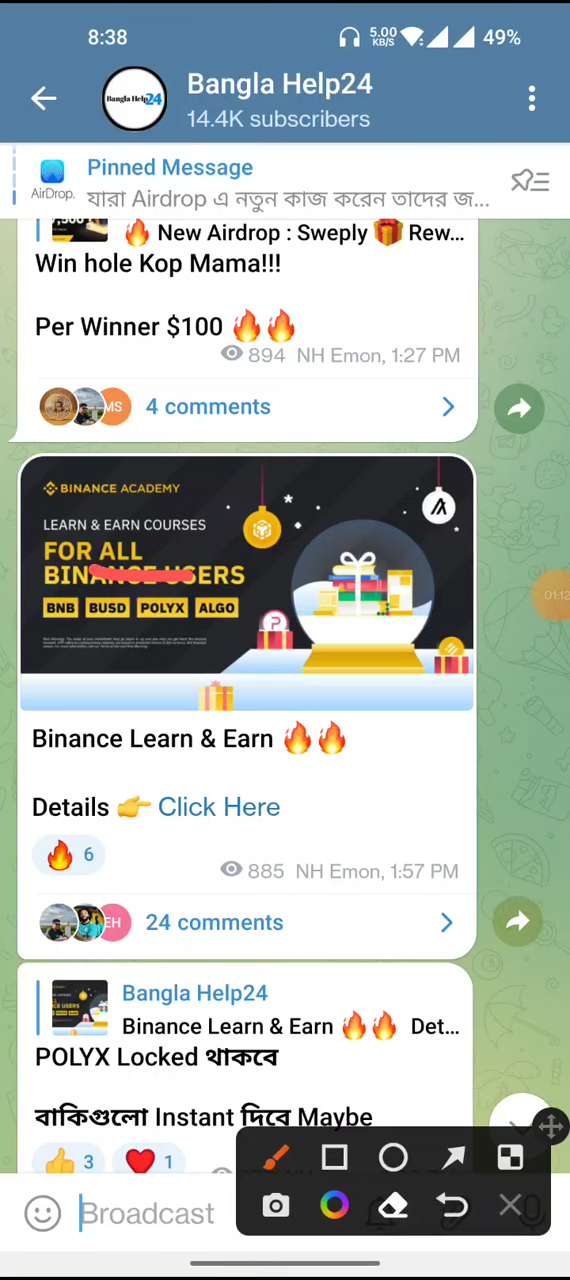 8:38
5.00 KB/S
49%
Bangla Help24
Bangla Help24
14.4K subscribers
AirDrop.
Pinned Message
যারা Airdrop এ নতুন কাজ করেন তাদের জ...
🔥 New Airdrop : Sweply 🎁 Rew...
Win hole Kop Mama!!!
Per Winner $100 🔥🔥
894 NH Emon, 1:27 PM
MS
4 comments
BINANCE ACADEMY
LEARN & EARN COURSES
FOR ALL
BINANCE USERS
BNB BUSD POLYX ALGO
01:12
Binance Learn & Earn 🔥🔥
Details 👉 Click Here
🔥 6
885 NH Emon, 1:57 PM
EH
24 comments
Bangla Help24
Binance Learn & Earn 🔥🔥 Det...
POLYX Locked থাকবে
বাকিগুলো Instant দিবে Maybe
👍 3 ❤️ 1
Broadcast